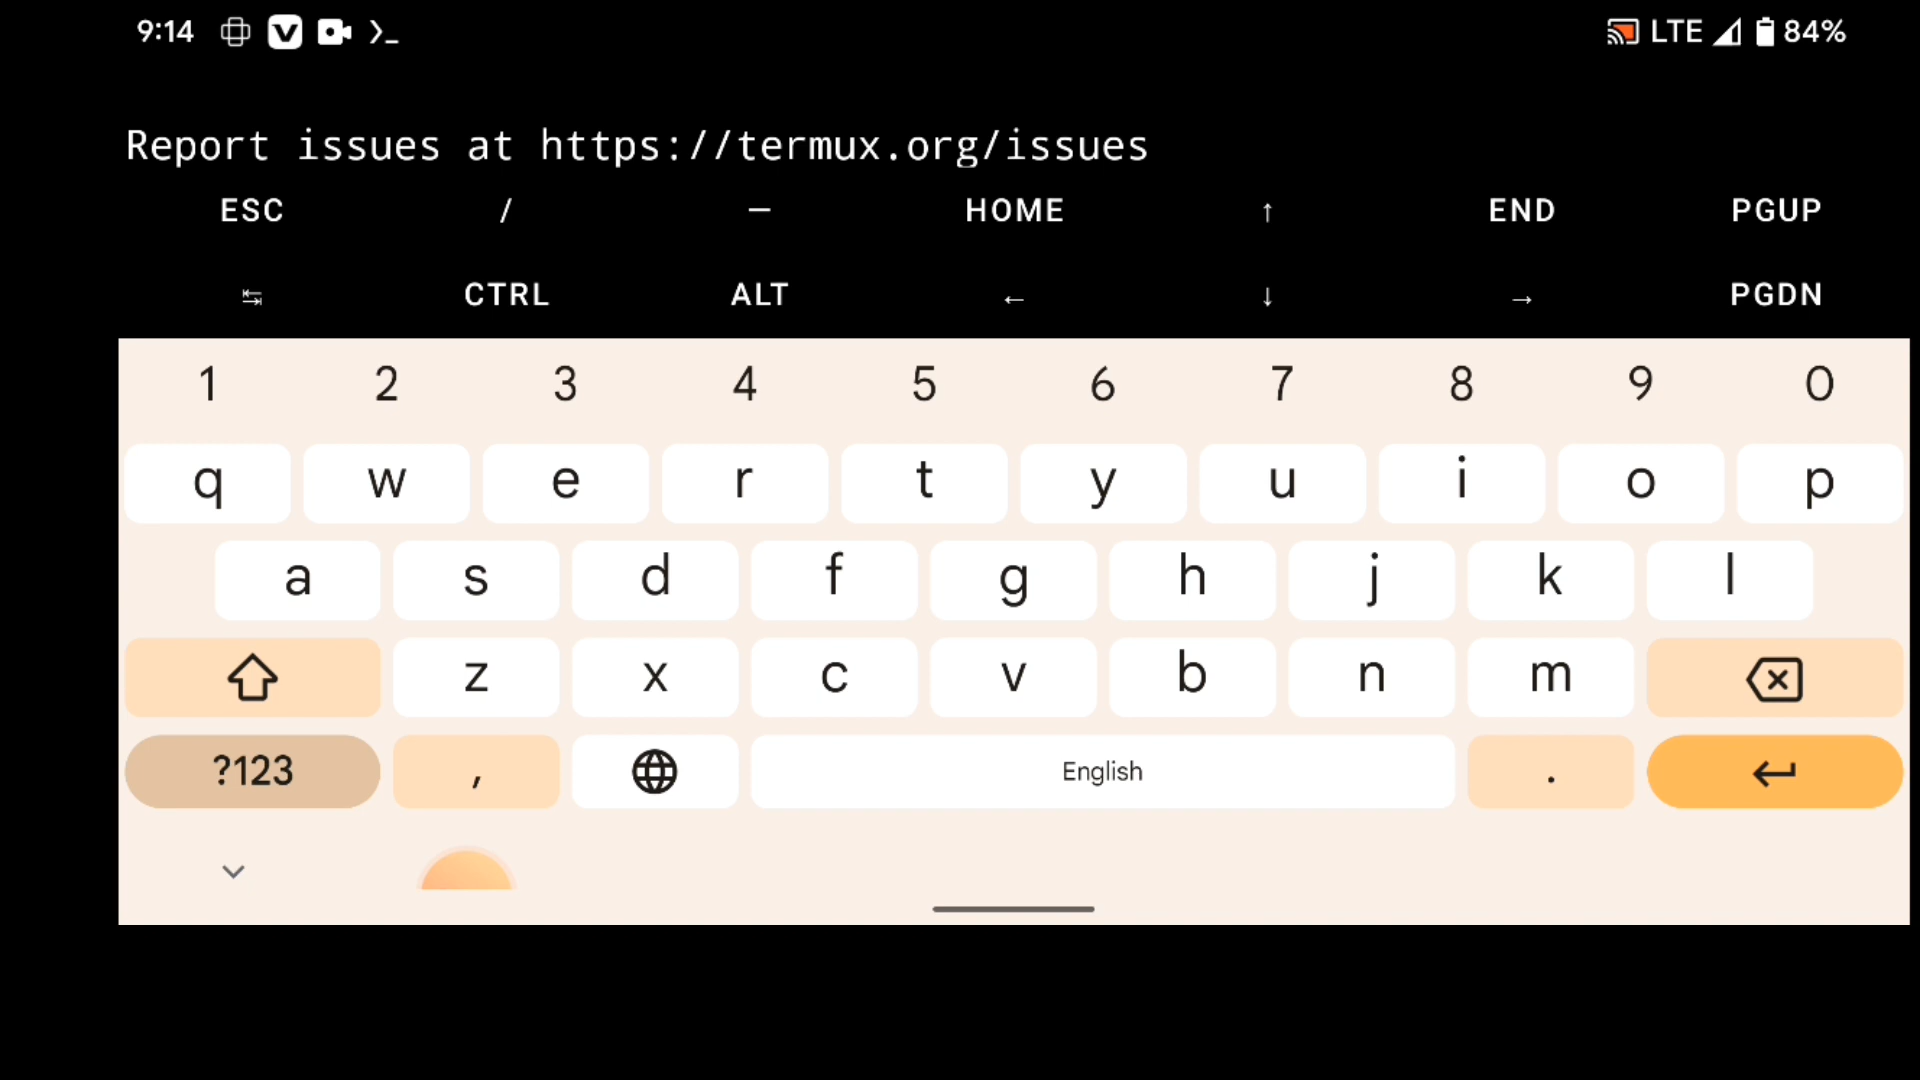 9:14 LTE 84%
Report issues at https://termux.org/issues
ESC / — HOME ↑ END PGUP
↹ CTRL ALT ← ↓ → PGDN
1 2 3 4 5 6 7 8 9 0
q w e r t y u i o p
a s d f g h j k l
z x c v b n m
?123 , English .